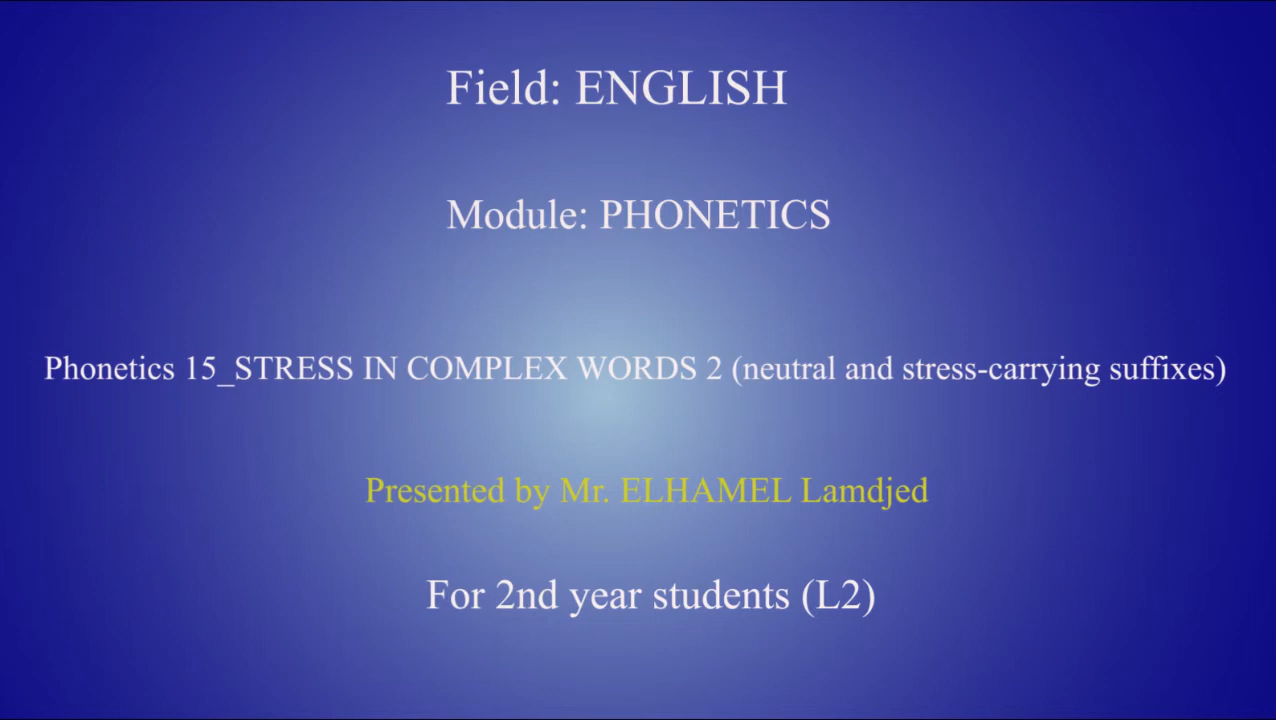 Field: ENGLISH
Module: PHONETICS
Phonetics 15_STRESS IN COMPLEX WORDS 2 (neutral and stress-carrying suffixes)
Presented by Mr. ELHAMEL Lamdjed
For 2nd year students (L2)